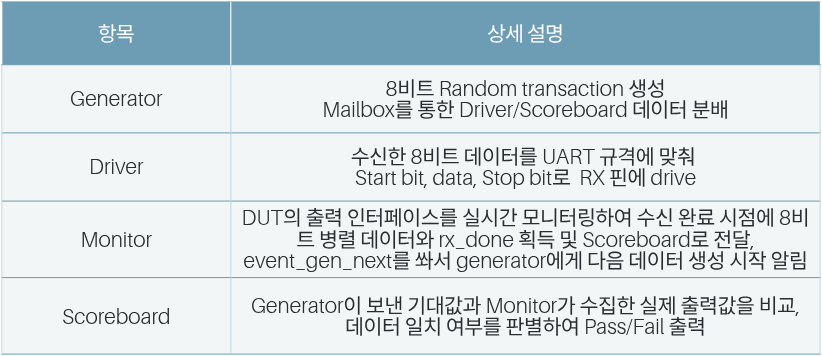 항목
상세 설명
Generator
8비트 Random transaction 생성
Mailbox를 통한 Driver/Scoreboard 데이터 분배
Driver
수신한 8비트 데이터를 UART 규격에 맞춰
Start bit, data, Stop bit로 RX 핀에 drive
Monitor
DUT의 출력 인터페이스를 실시간 모니터링하여 수신 완료 시점에 8비
트 병렬 데이터와 rx_done 획득 및 Scoreboard로 전달,
event_gen_next를 쏴서 generator에게 다음 데이터 생성 시작 알림
Scoreboard
Generator이 보낸 기대값과 Monitor가 수집한 실제 출력값을 비교,
데이터 일치 여부를 판별하여 Pass/Fail 출력